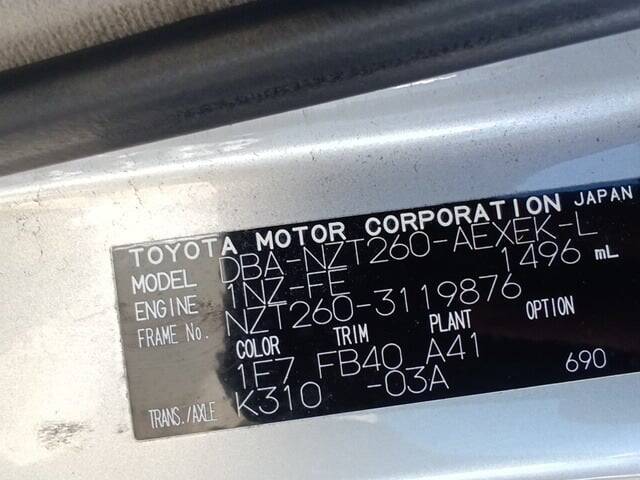 TOYOTA MOTOR CORPORATION JAPAN
MODEL DBA-NZT260-AEXEK-L
ENGINE 1NZ-FE 1496 mL
FRAME No. NZT260-3119876
COLOR TRIM PLANT OPTION
1F7 FB40 A41
TRANS./AXLE K310 -03A 690